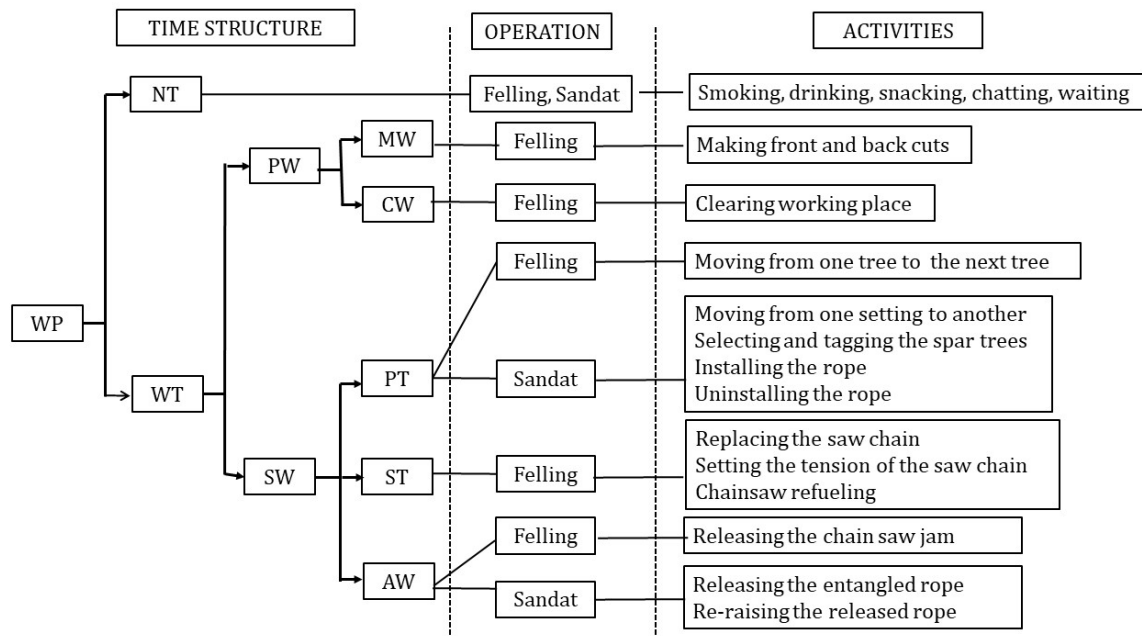 TIME STRUCTURE
OPERATION
ACTIVITIES
NT
Felling, Sandat
Smoking, drinking, snacking, chatting, waiting
MW
Felling
Making front and back cuts
PW
CW
Felling
Clearing working place
Felling
Moving from one tree to the next tree
WP
Moving from one setting to another
Selecting and tagging the spar trees
Installing the rope
Uninstalling the rope
PT
Sandat
WT
Replacing the saw chain
Setting the tension of the saw chain
Chainsaw refueling
SW
ST
Felling
Felling
Releasing the chain saw jam
AW
Sandat
Releasing the entangled rope
Re-raising the released rope